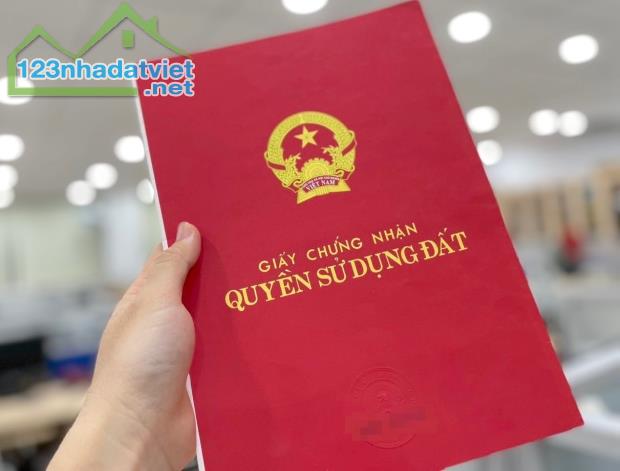 123nhadatviet
.net
VIỆT NAM
GIẤY CHỨNG NHẬN
QUYỀN SỬ DỤNG ĐẤT